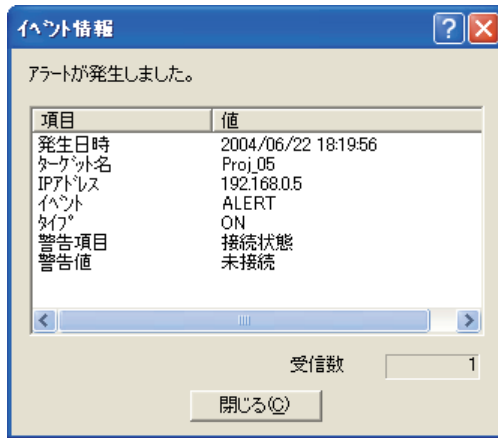 イベント情報
アラートが発生しました。
項目 値
発生日時 2004/06/22 18:19:56
ターゲット名 Proj_05
IPアドレス 192.168.0.5
イベント ALERT
タイプ ON
警告項目 接続状態
警告値 未接続
受信数 1
閉じる(C)